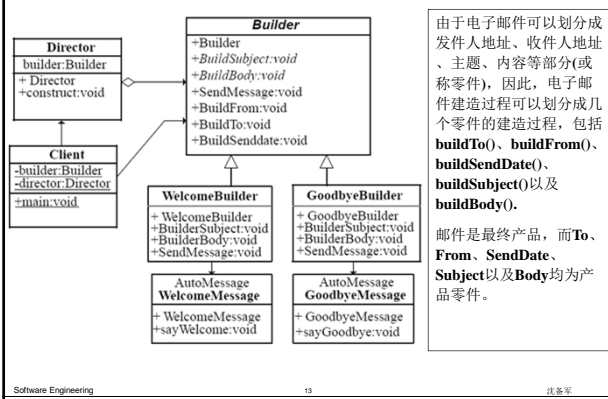 Builder
+Builder
+BuildSubject:void
+BuildBody:void
+SendMessage:void
+BuildFrom:void
+BuildTo:void
+BuildSenddate:void
Director
builder:Builder
+ Director
+construct:void
Client
-builder:Builder
-director:Director
+main:void
WelcomeBuilder
+ WelcomeBuilder
+BuilderSubject:void
+BuilderBody:void
+SendMessage:void
GoodbyeBuilder
+ GoodbyeBuilder
+BuilderSubject:void
+BuilderBody:void
+SendMessage:void
AutoMessage
WelcomeMessage
+ WelcomeMessage
+sayWelcome:void
AutoMessage
GoodbyeMessage
+ GoodbyeMessage
+sayGoodbye:void
由于电子邮件可以划分成
发件人地址、收件人地址
、主题、内容等部分(或
称零件)，因此，电子邮
件建造过程可以划分成几
个零件的建造过程，包括
buildTo()、buildFrom()、
buildSendDate()、
buildSubject()以及
buildBody().
邮件是最终产品，而To、
From、SendDate、
Subject以及Body均为产
品零件。
Software Engineering
13
沈备军